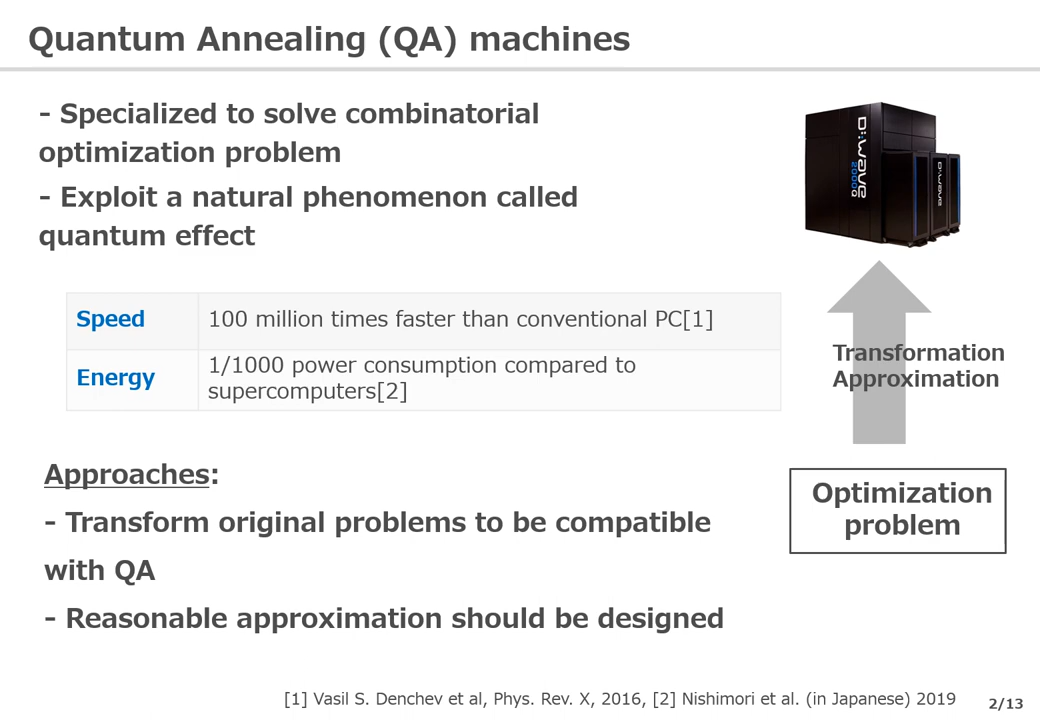 Quantum Annealing (QA) machines
- Specialized to solve combinatorial
optimization problem
- Exploit a natural phenomenon called
quantum effect
D:Wave
2000Q
D:Wave
Speed
100 million times faster than conventional PC[1]
Energy
1/1000 power consumption compared to
supercomputers[2]
Transformation
Approximation
Optimization
problem
Approaches:
- Transform original problems to be compatible
with QA
- Reasonable approximation should be designed
[1] Vasil S. Denchev et al, Phys. Rev. X, 2016, [2] Nishimori et al. (in Japanese) 2019
2/13